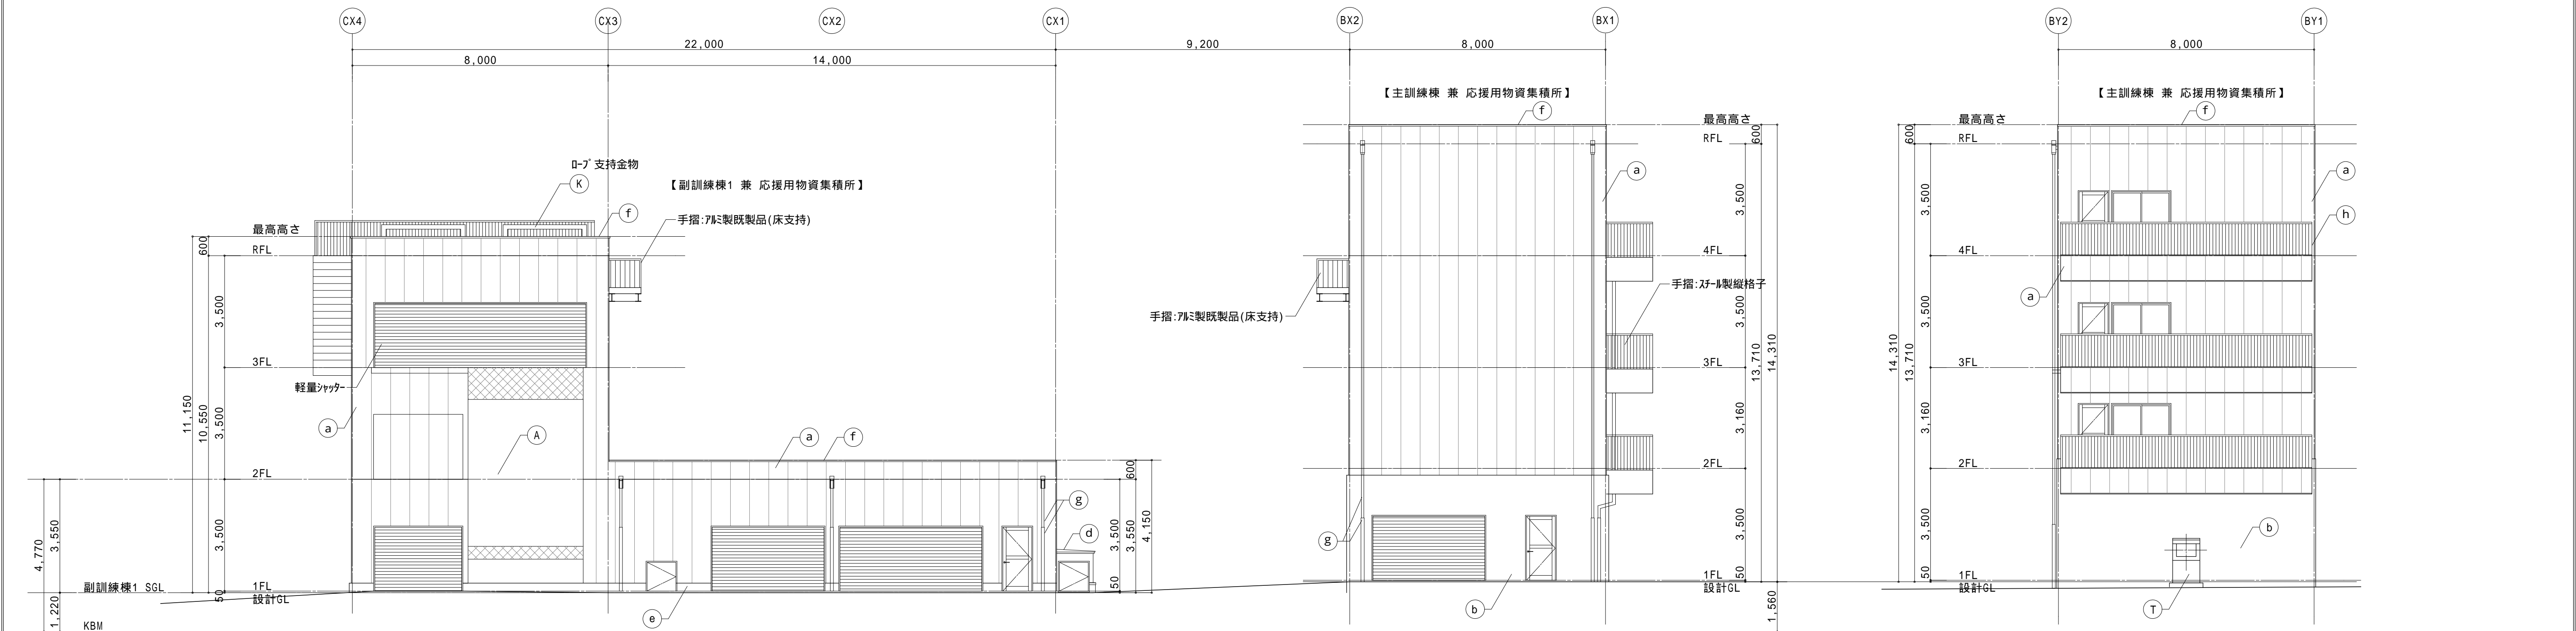 CX4 CX3 CX2 CX1 BX2 BX1 BY2 BY1
22,000 9,200 8,000 8,000
8,000 14,000
【主訓練棟 兼 応援用物資集積所】 【主訓練棟 兼 応援用物資集積所】
f f
ロープ支持金物
K
【副訓練棟1 兼 応援用物資集積所】
f
手摺:アルミ製既製品(床支持)
最高高さ
RFL
3FL
2FL
1FL
設計GL
600
3,500
3,500
3,500
50
10,550
11,150
軽量シャッター
a
A
a
f
g
d
e
600
3,500
50
3,550
4,150
4,770
3,550
1,220
副訓練棟1 SGL
KBM
手摺:アルミ製既製品(床支持)
a
手摺:スチール製縦格子
g
b
最高高さ
RFL
4FL
3FL
2FL
1FL
設計GL
600
3,500
3,500
3,160
3,500
50
13,710
14,310
1,560
最高高さ
RFL
4FL
3FL
2FL
1FL
設計GL
600
3,500
3,500
3,160
3,500
50
13,710
14,310
a
h
a
b
T